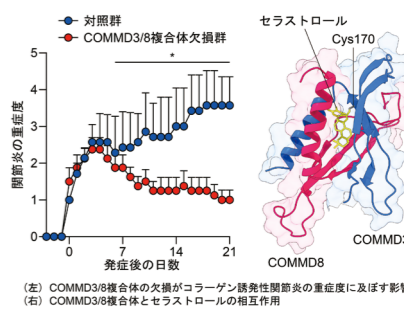 対照群
COMMD3/8複合体欠損群
*
関節炎の重症度
5
4
3
2
1
0
0
7
14
21
発症後の日数
セラストロール
Cys170
COMMD8
COMMD3
（左） COMMD3/8複合体の欠損がコラーゲン誘発性関節炎の重症度に及ぼす影響
（右） COMMD3/8複合体とセラストロールの相互作用